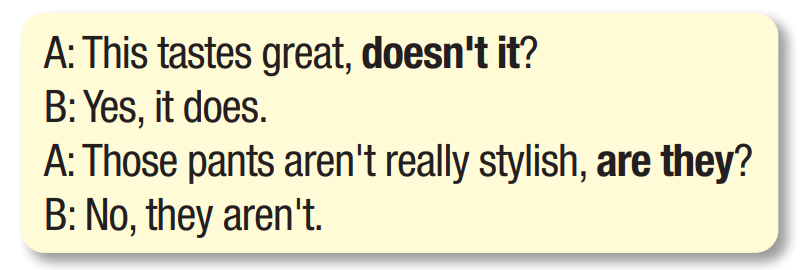 A: This tastes great, doesn't it?
B: Yes, it does.
A: Those pants aren't really stylish, are they?
B: No, they aren't.